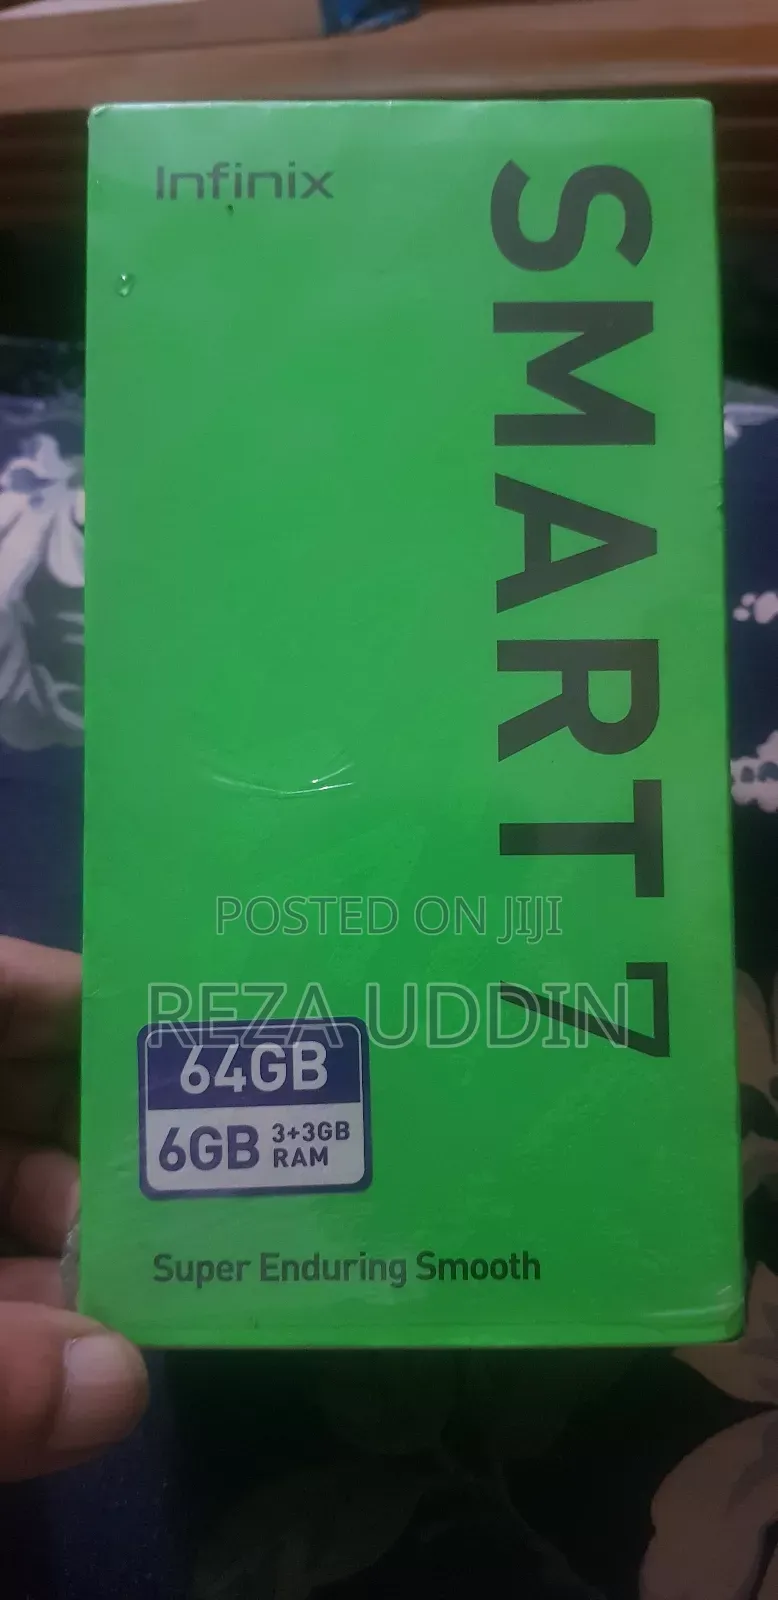 Infinix
SMART 7
POSTED ON JIJI
REZA UDDIN
64GB
6GB 3+3GB
RAM
Super Enduring Smooth